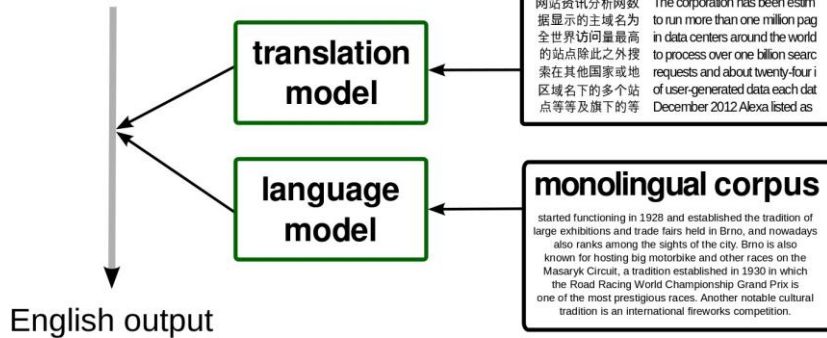 网站资讯分析网数
据显示的主域名为
全世界访问量最高
的站点除此之外搜
索在其他国家或地
区域名下的多个站
点等等及旗下的等
The corporation has been estim
to run more than one million pag
in data centers around the world
to process over one billion searc
requests and about twenty-four i
of user-generated data each dat
December 2012 Alexa listed as
translation
model
language
model
monolingual corpus
started functioning in 1928 and established the tradition of
large exhibitions and trade fairs held in Brno, and nowadays
also ranks among the sights of the city. Brno is also
known for hosting big motorbike and other races on the
Masaryk Circuit, a tradition established in 1930 in which
the Road Racing World Championship Grand Prix is
one of the most prestigious races. Another notable cultural
tradition is an international fireworks competition.
English output